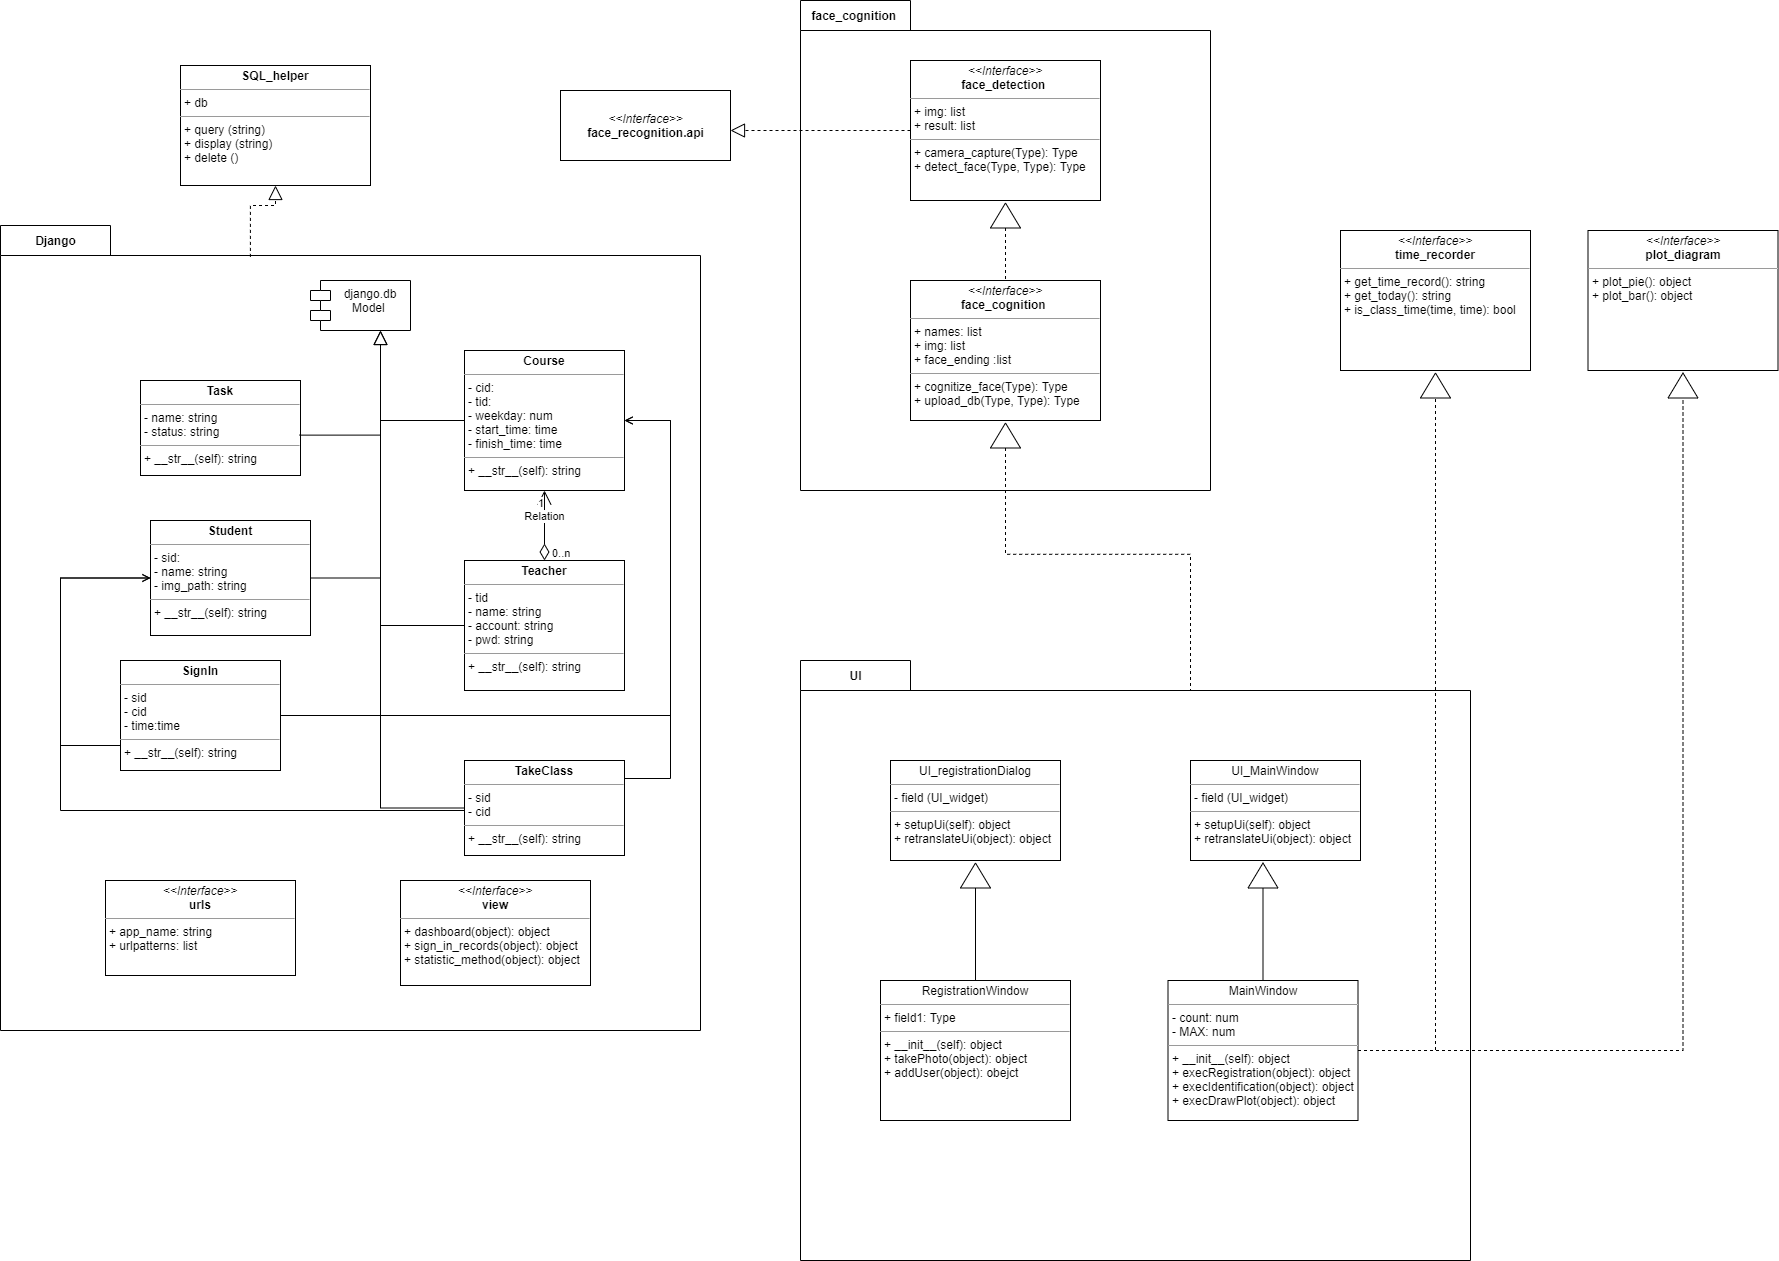 face_cognition
<<Interface>>
face_detection
+ img: list
+ result: list
+ camera_capture(Type): Type
+ detect_face(Type, Type): Type
SQL_helper
+ db
+ query (string)
+ display (string)
+ delete ()
<<Interface>>
face_recognition.api
Django
django.db
Model
<<Interface>>
face_cognition
+ names: list
+ img: list
+ face_ending :list
+ cognitize_face(Type): Type
+ upload_db(Type, Type): Type
<<Interface>>
time_recorder
+ get_time_record(): string
+ get_today(): string
+ is_class_time(time, time): bool
<<Interface>>
plot_diagram
+ plot_pie(): object
+ plot_bar(): object
Task
- name: string
- status: string
+ __str__(self): string
Course
- cid:
- tid:
- weekday: num
- start_time: time
- finish_time: time
+ __str__(self): string
1
Relation
0..n
Student
- sid:
- name: string
- img_path: string
+ __str__(self): string
Teacher
- tid
- name: string
- account: string
- pwd: string
+ __str__(self): string
SignIn
- sid
- cid
- time:time
+ __str__(self): string
TakeClass
- sid
- cid
+ __str__(self): string
<<Interface>>
urls
+ app_name: string
+ urlpatterns: list
<<Interface>>
view
+ dashboard(object): object
+ sign_in_records(object): object
+ statistic_method(object): object
UI
UI_registrationDialog
- field (UI_widget)
+ setupUi(self): object
+ retranslateUi(object): object
UI_MainWindow
- field (UI_widget)
+ setupUi(self): object
+ retranslateUi(object): object
RegistrationWindow
+ field1: Type
+ __init__(self): object
+ takePhoto(object): object
+ addUser(object): obejct
MainWindow
- count: num
- MAX: num
+ __init__(self): object
+ execRegistration(object): object
+ execIdentification(object): object
+ execDrawPlot(object): object